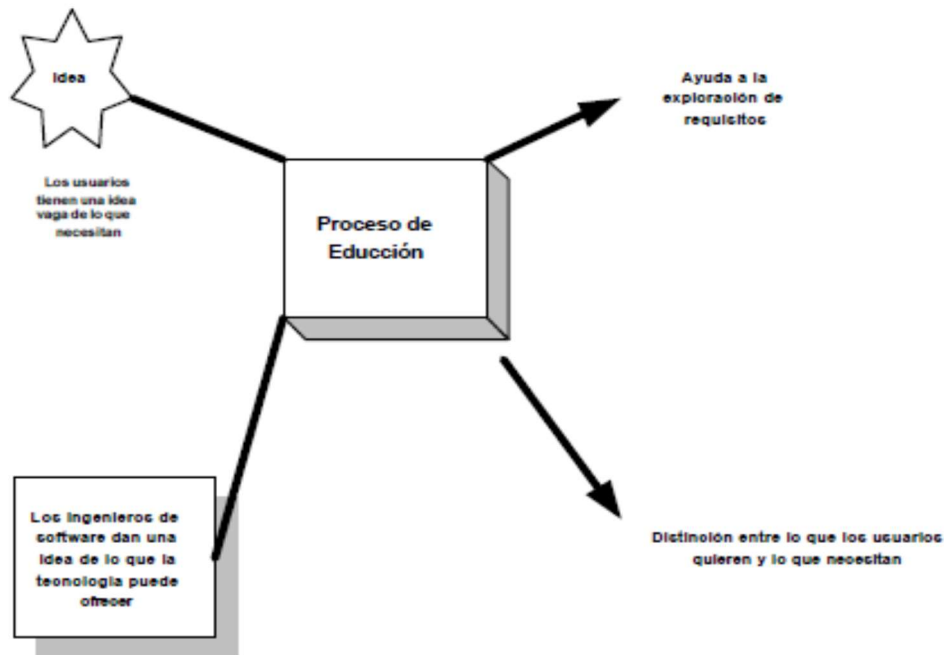 Idea
Los usuarios
tienen una idea
vaga de lo que
necesitan
Proceso de
Educción
Ayuda a la
exploración de
requisitos
Los ingenieros de
software dan una
idea de lo que la
tecnologia puede
ofrecer
Distinción entre lo que los usuarios
quieren y lo que necesitan